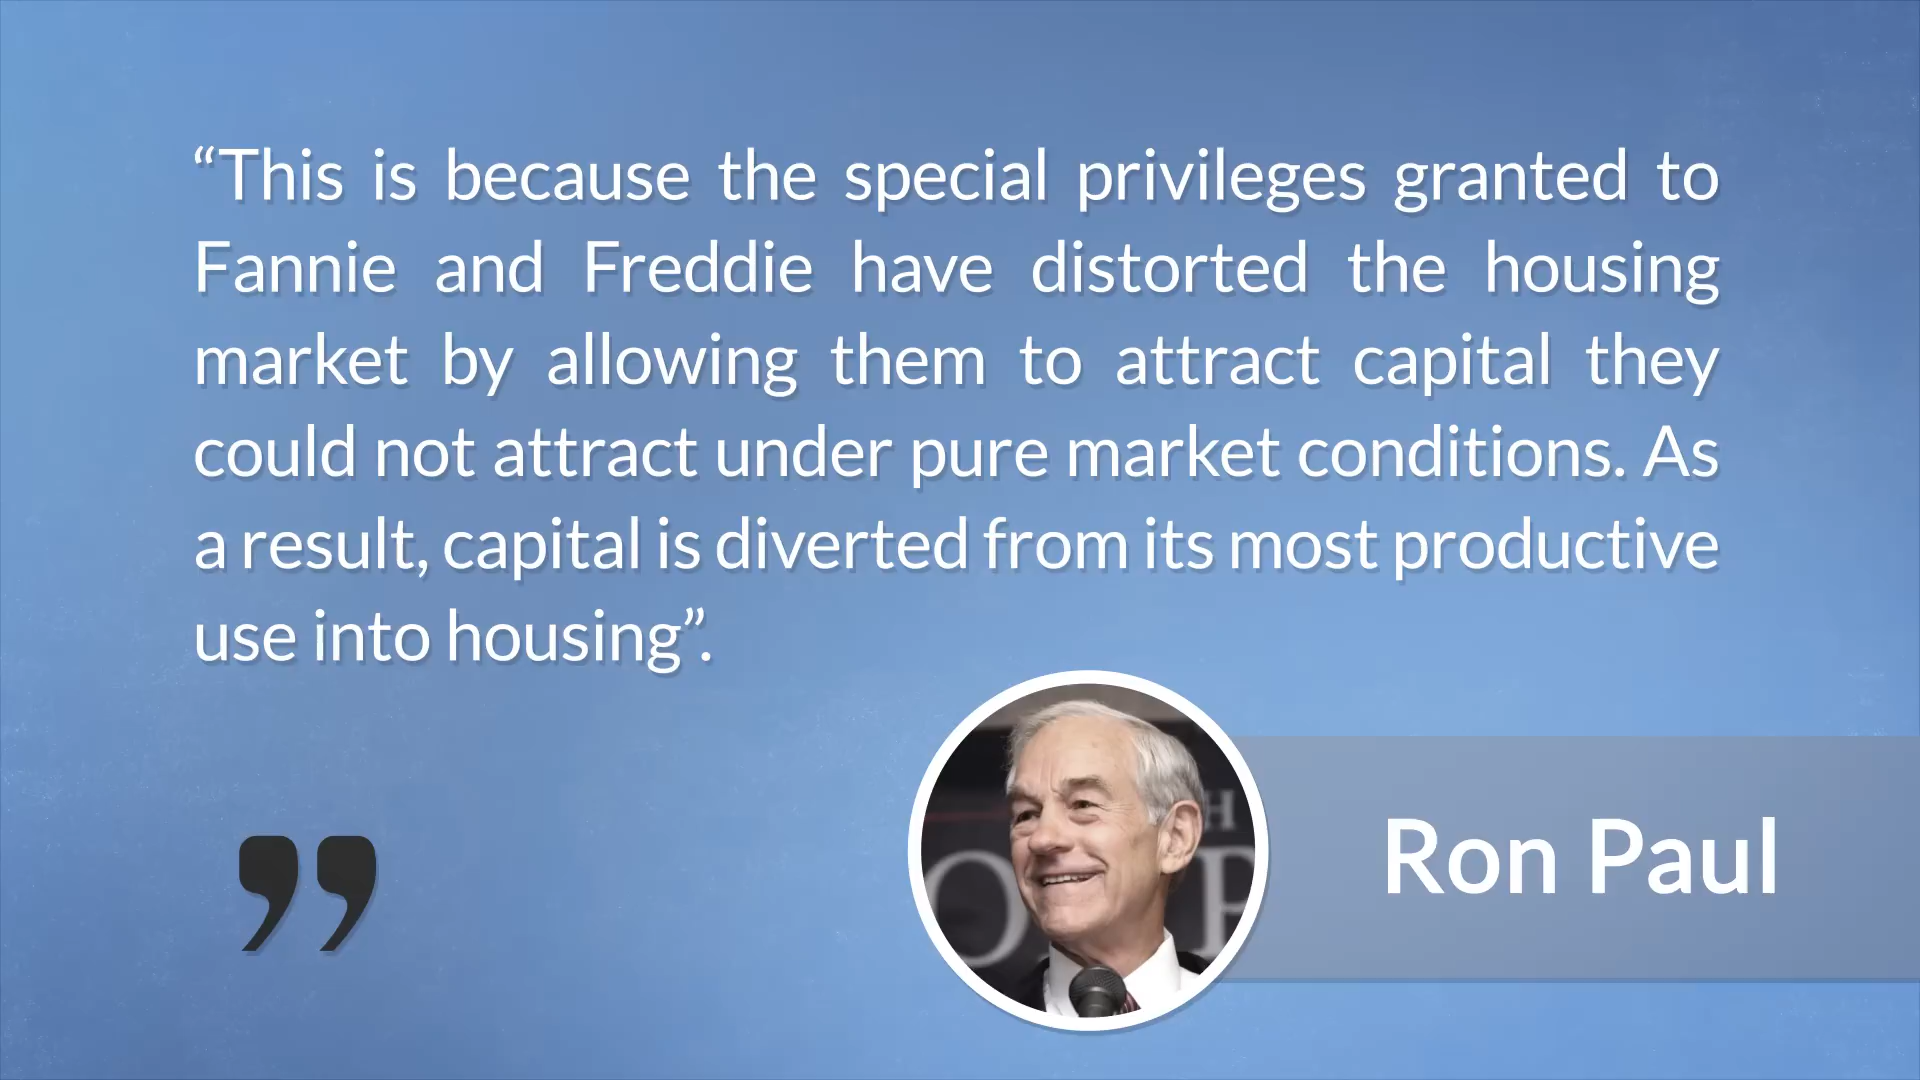 “This is because the special privileges granted to
Fannie and Freddie have distorted the housing
market by allowing them to attract capital they
could not attract under pure market conditions. As
a result, capital is diverted from its most productive
use into housing”.
Ron Paul